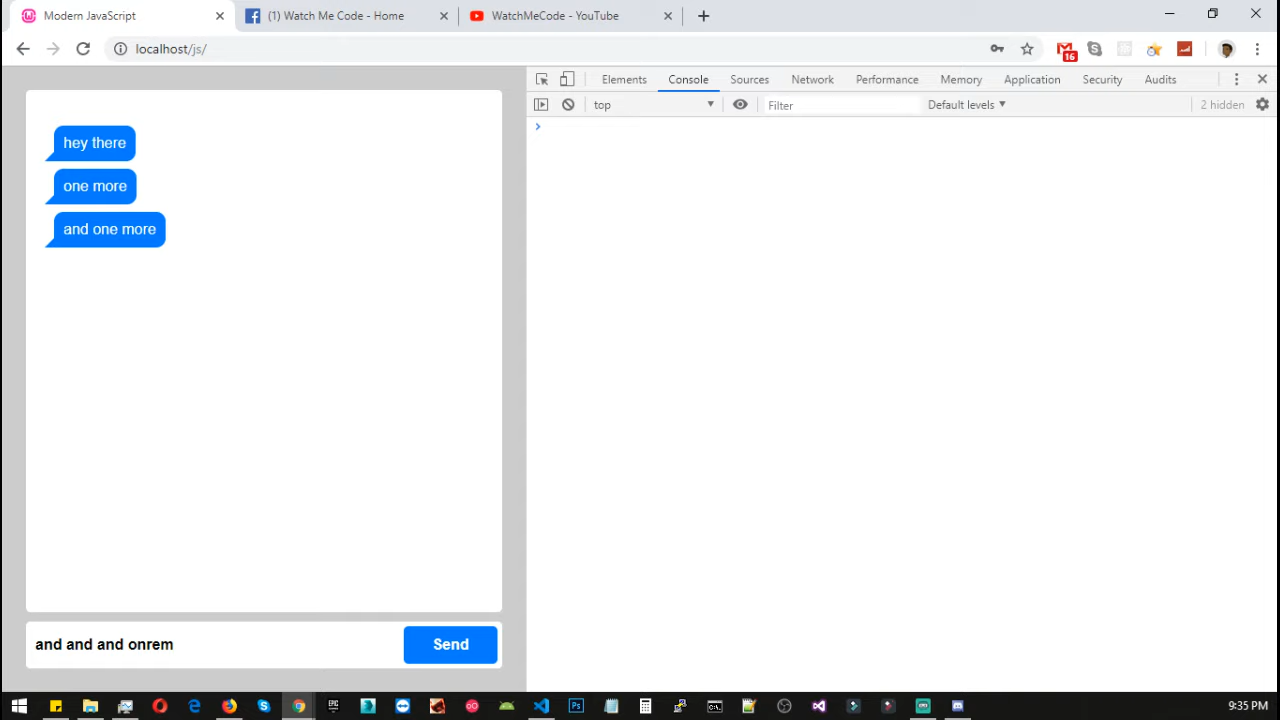 Modern JavaScript
(1) Watch Me Code - Home
WatchMeCode - YouTube
localhost/js/
16
Elements Console Sources Network Performance Memory Application Security Audits
top Filter Default levels 2 hidden
hey there
one more
and one more
and and and onrem Send
9:35 PM